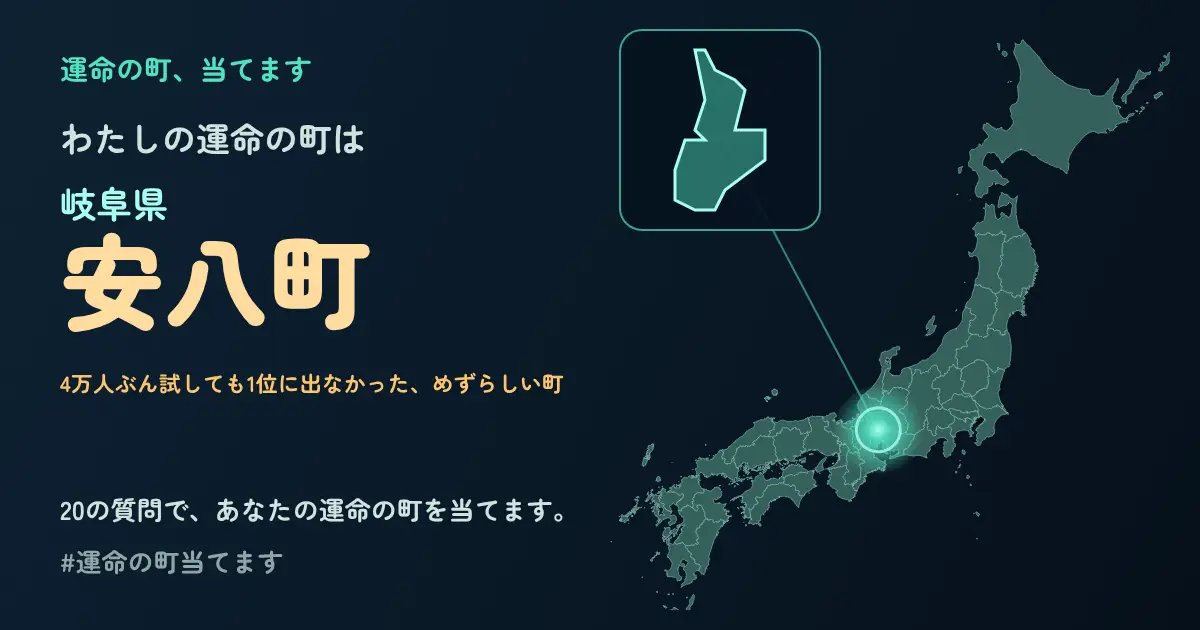 運命の町、当てます
わたしの運命の町は
岐阜県
安八町
4万人ぶん試しても1位に出なかった、めずらしい町
20の質問で、あなたの運命の町を当てます。
#運命の町当てます